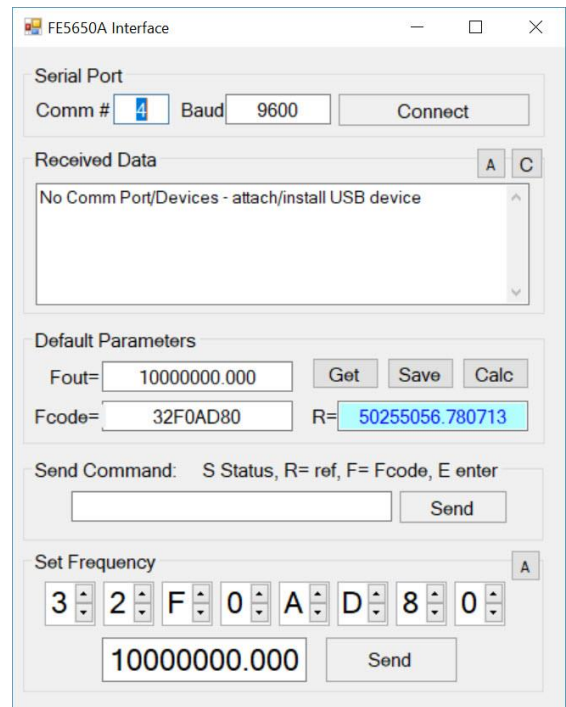 FE5650A Interface
Serial Port
Comm # 4 Baud 9600 Connect
Received Data A C
No Comm Port/Devices - attach/install USB device
Default Parameters
Fout= 10000000.000 Get Save Calc
Fcode= 32F0AD80 R= 50255056.780713
Send Command: S Status, R= ref, F= Fcode, E enter
Send
Set Frequency A
3 2 F 0 A D 8 0
10000000.000 Send